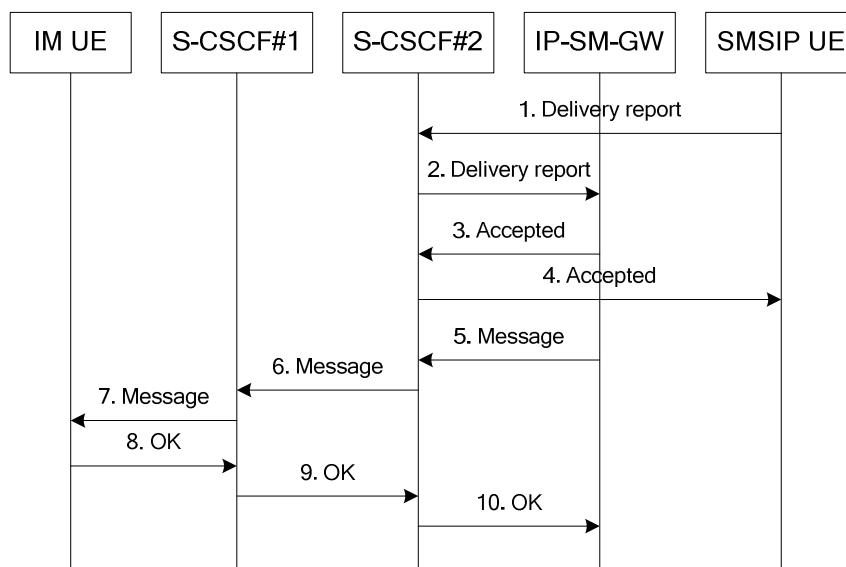 IM UE
S-CSCF#1
S-CSCF#2
IP-SM-GW
SMSIP UE
1. Delivery report
2. Delivery report
3. Accepted
4. Accepted
5. Message
6. Message
7. Message
8. OK
9. OK
10. OK